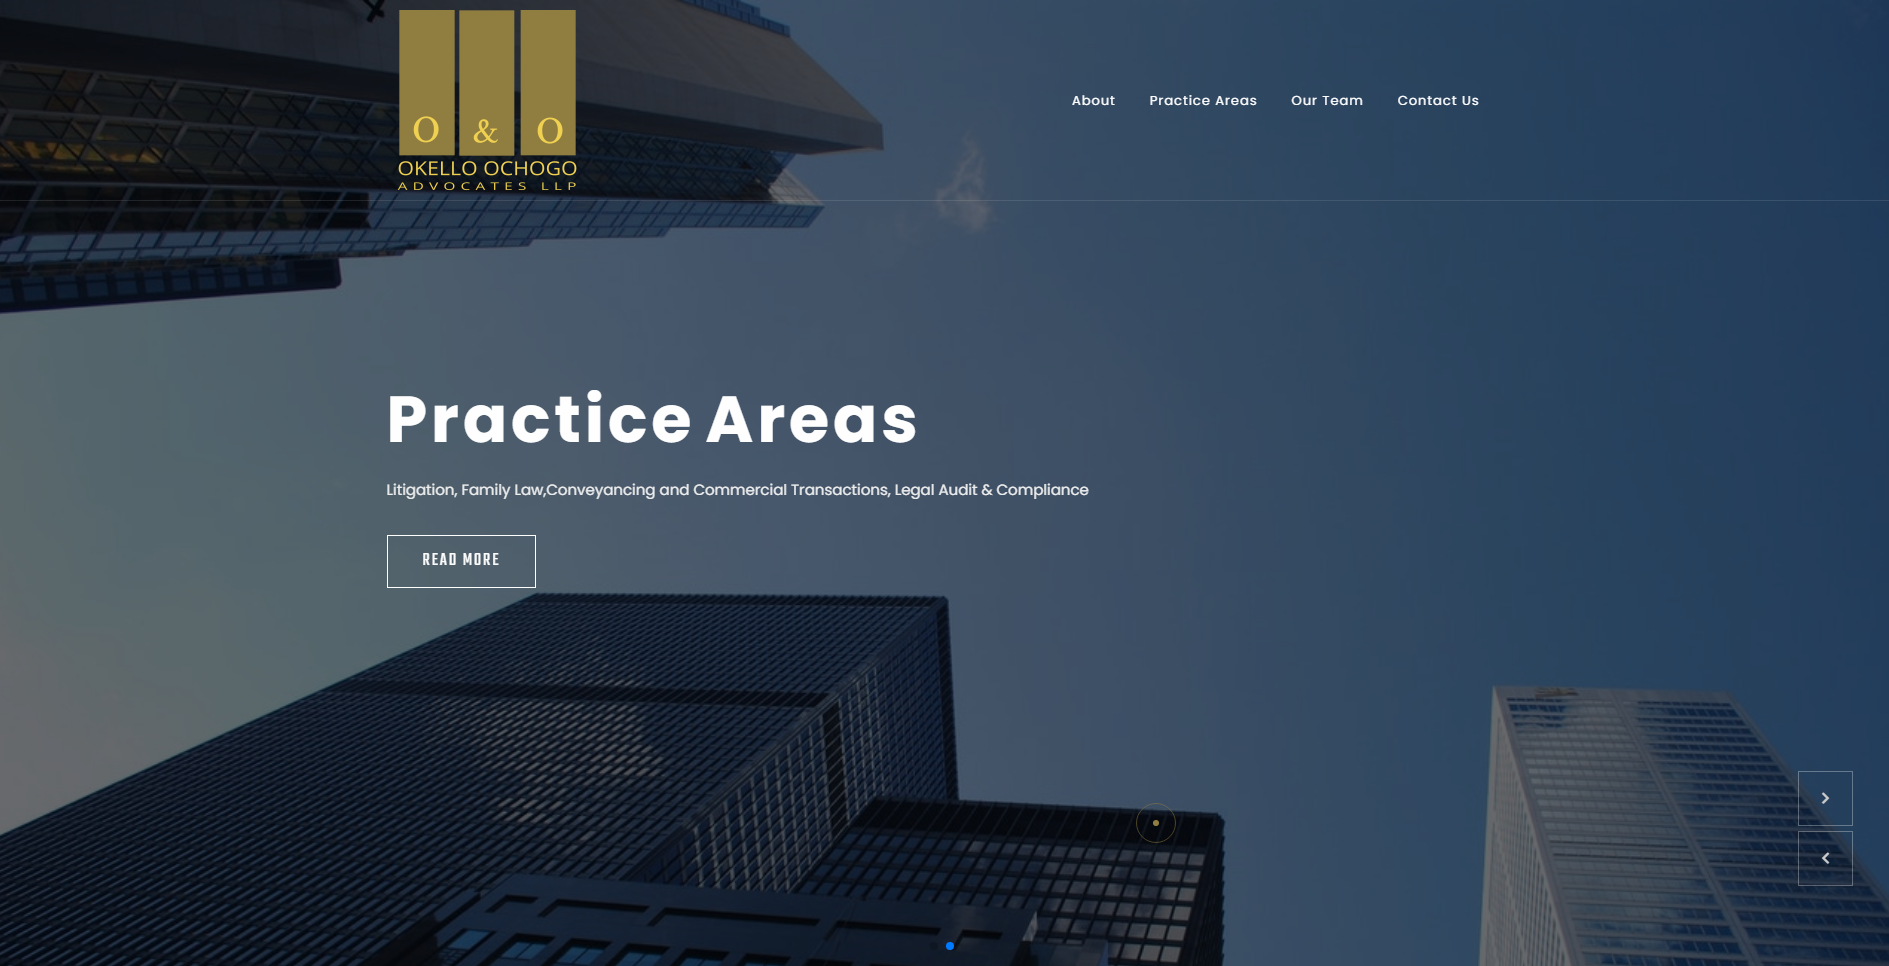 O & O
OKELLO OCHOGO
ADVOCATES LLP
About Practice Areas Our Team Contact Us
Practice Areas
Litigation, Family Law,Conveyancing and Commercial Transactions, Legal Audit & Compliance
READ MORE